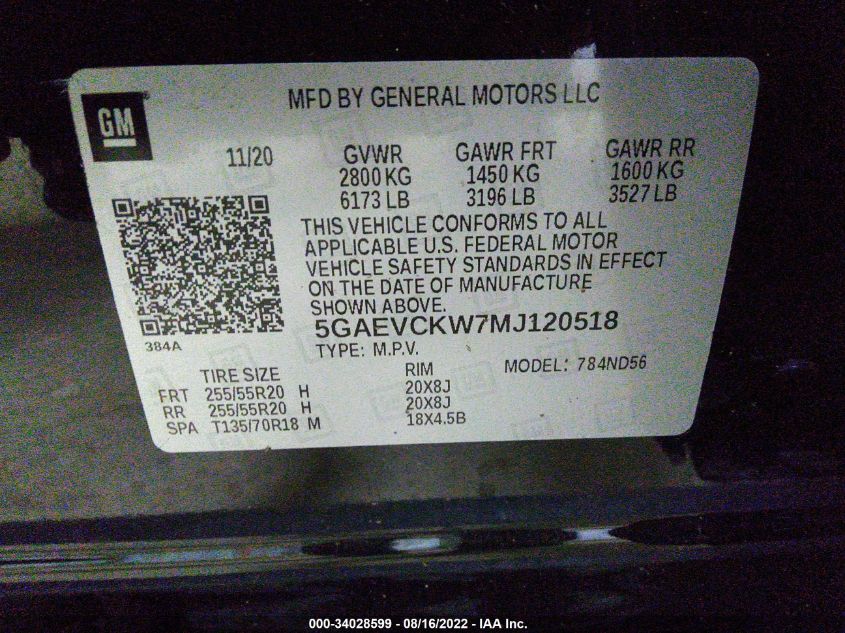 MFD BY GENERAL MOTORS LLC
GM
11/20 GVWR GAWR FRT GAWR RR
2800 KG 1450 KG 1600 KG
6173 LB 3196 LB 3527 LB
THIS VEHICLE CONFORMS TO ALL
APPLICABLE U.S. FEDERAL MOTOR
VEHICLE SAFETY STANDARDS IN EFFECT
ON THE DATE OF MANUFACTURE
SHOWN ABOVE.
384A
5GAEVCKW7MJ120518
TYPE: M.P.V. MODEL: 784ND56
TIRE SIZE RIM
FRT 255/55R20 H 20X8J
RR 255/55R20 H 20X8J
SPA T135/70R18 M 18X4.5B
000-34028599 - 08/16/2022 - IAA Inc.